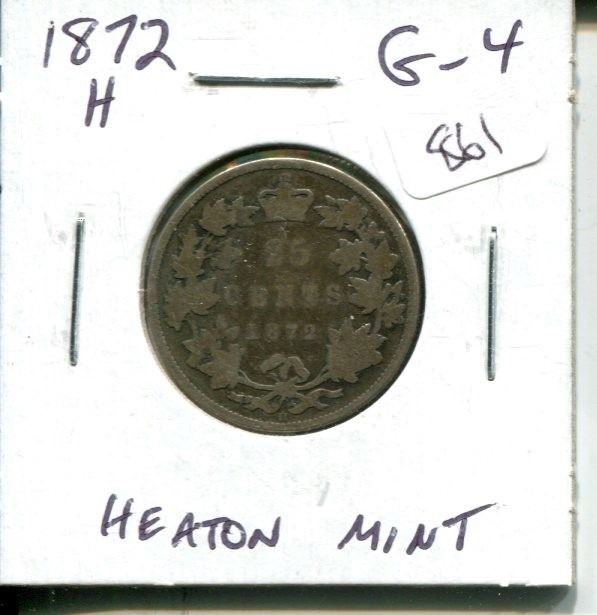 1872 G-4
H
861
25
CENTS
1872
HEATON MINT